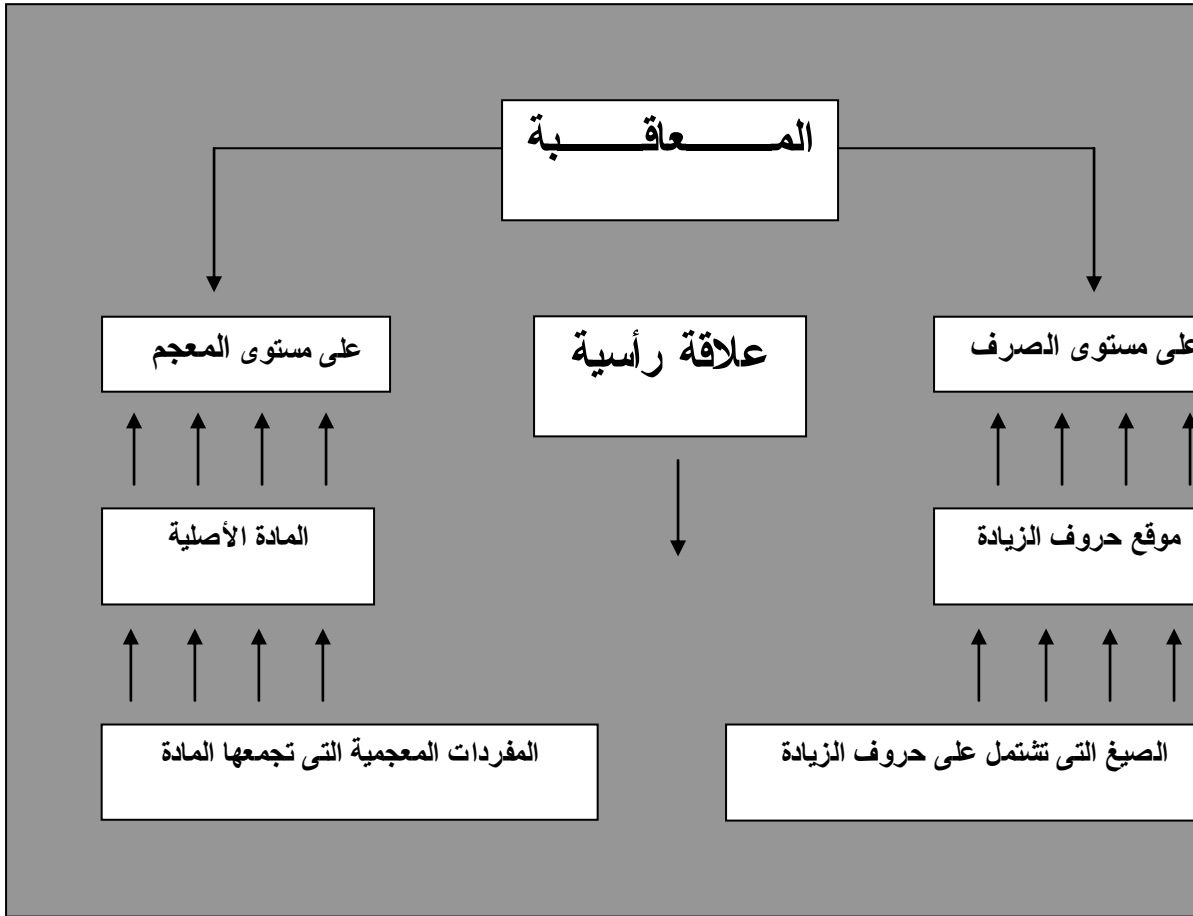 المـــــــعاقـــــــبة
على مستوى الصرف
علاقة رأسية
على مستوى المعجم
موقع حروف الزيادة
المادة الأصلية
الصيغ التى تشتمل على حروف الزيادة
المفردات المعجمية التى تجمعها المادة